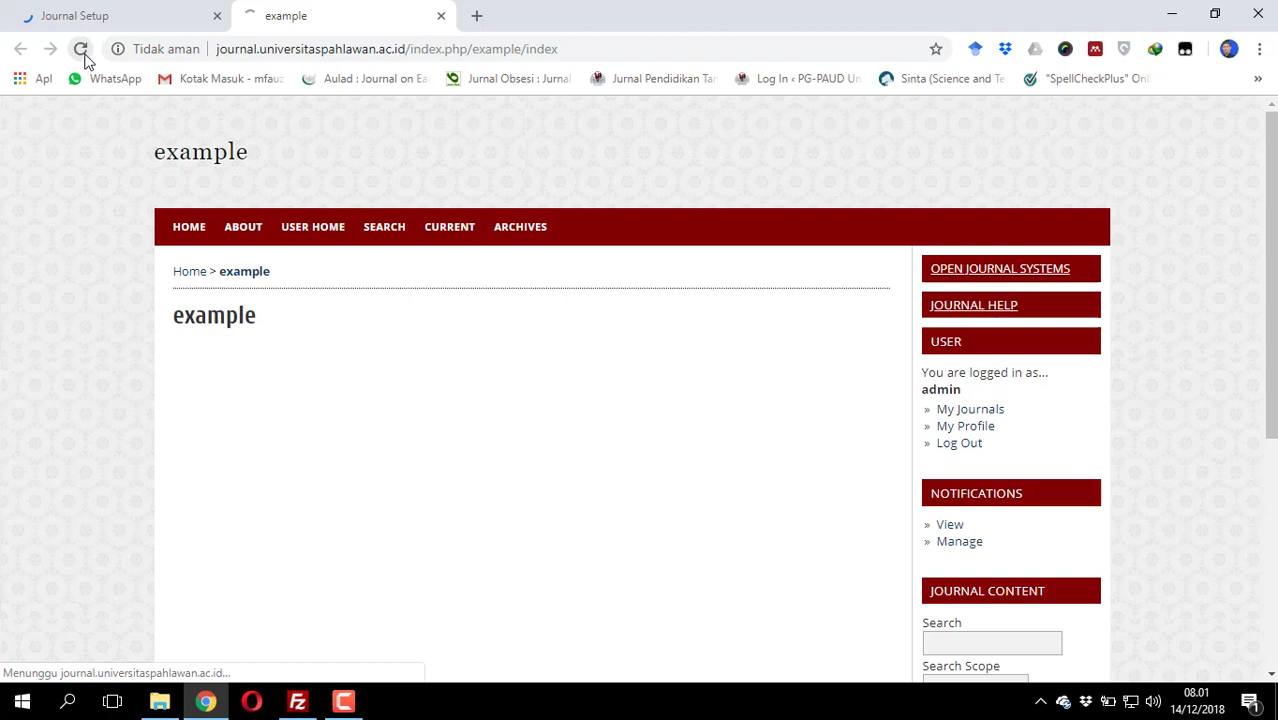 Journal Setup
example
Tidak aman
journal.universitaspahlawan.ac.id/index.php/example/index
Apl
WhatsApp
Kotak Masuk - mfauz
Aulad : Journal on Ea
Jurnal Obsesi : Jurnal
Jurnal Pendidikan Tam
Log In ‹ PG-PAUD Un
Sinta (Science and Te
"SpellCheckPlus" Onl
example
HOME
ABOUT
USER HOME
SEARCH
CURRENT
ARCHIVES
Home > example
example
OPEN JOURNAL SYSTEMS
JOURNAL HELP
USER
You are logged in as...
admin
» My Journals
» My Profile
» Log Out
NOTIFICATIONS
» View
» Manage
JOURNAL CONTENT
Search
Search Scope
Menunggu journal.universitaspahlawan.ac.id...
08.01
14/12/2018